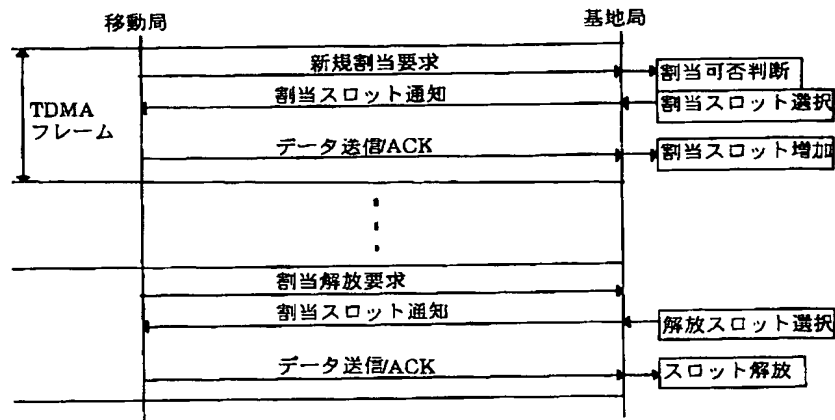 移動局
基地局
新規割当要求
割当可否判断
割当スロット通知
割当スロット選択
TDMA
フレーム
データ送信/ACK
割当スロット増加
割当解放要求
割当スロット通知
解放スロット選択
データ送信/ACK
スロット解放